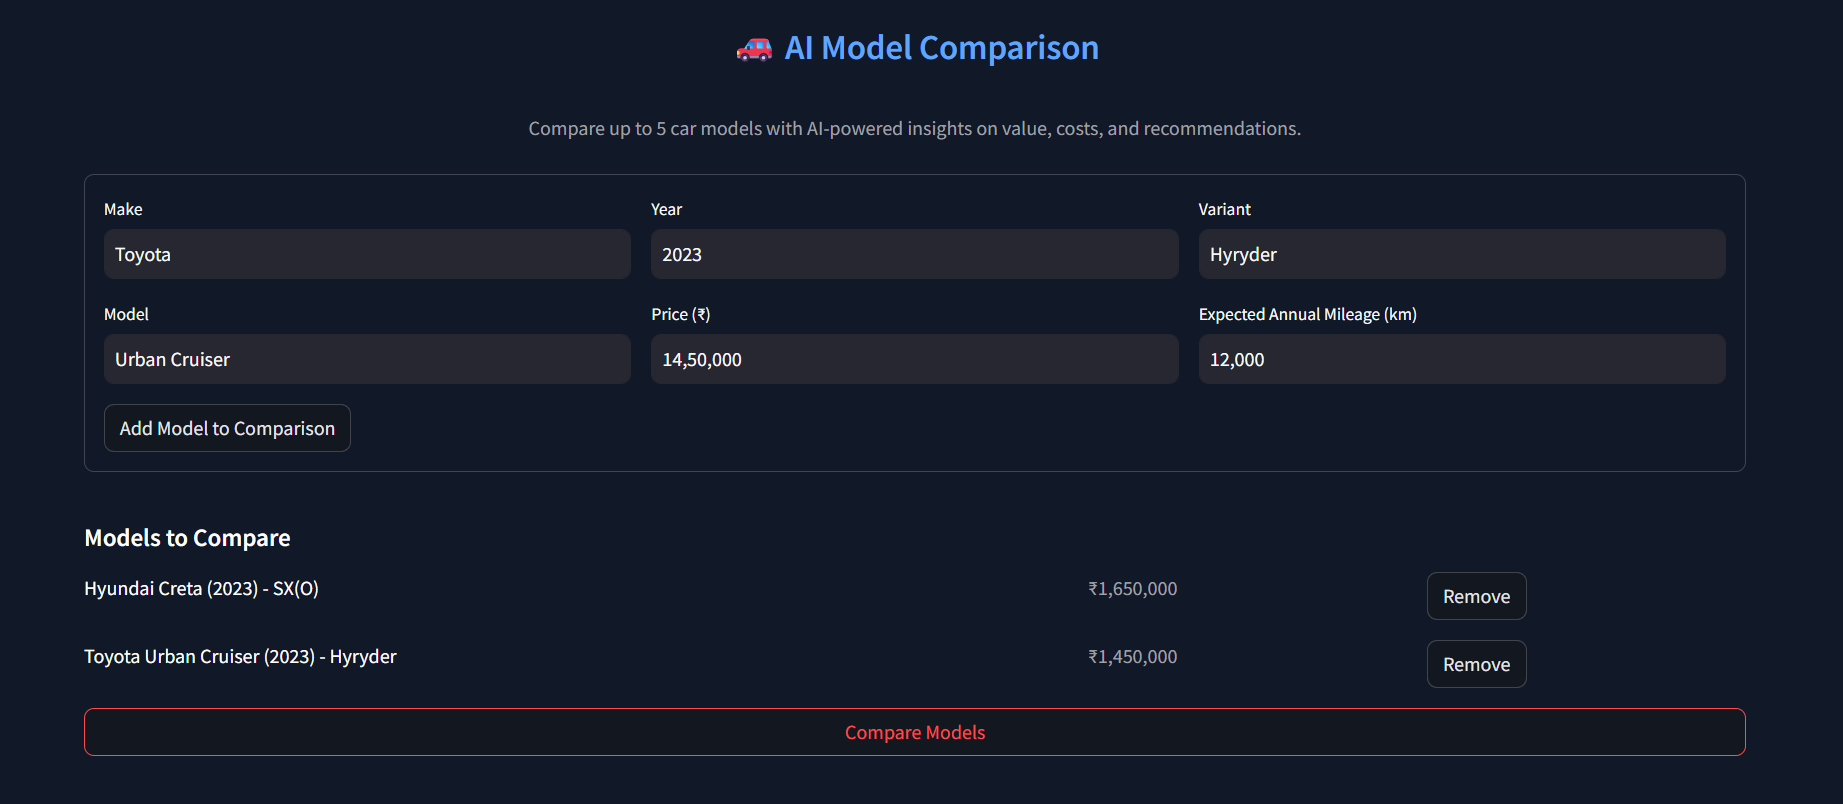 AI Model Comparison
Compare up to 5 car models with AI-powered insights on value, costs, and recommendations.
Make
Year
Variant
Toyota
2023
Hyryder
Model
Price (₹)
Expected Annual Mileage (km)
Urban Cruiser
14,50,000
12,000
Add Model to Comparison
Models to Compare
Hyundai Creta (2023) - SX(O)
₹1,650,000
Remove
Toyota Urban Cruiser (2023) - Hyryder
₹1,450,000
Remove
Compare Models